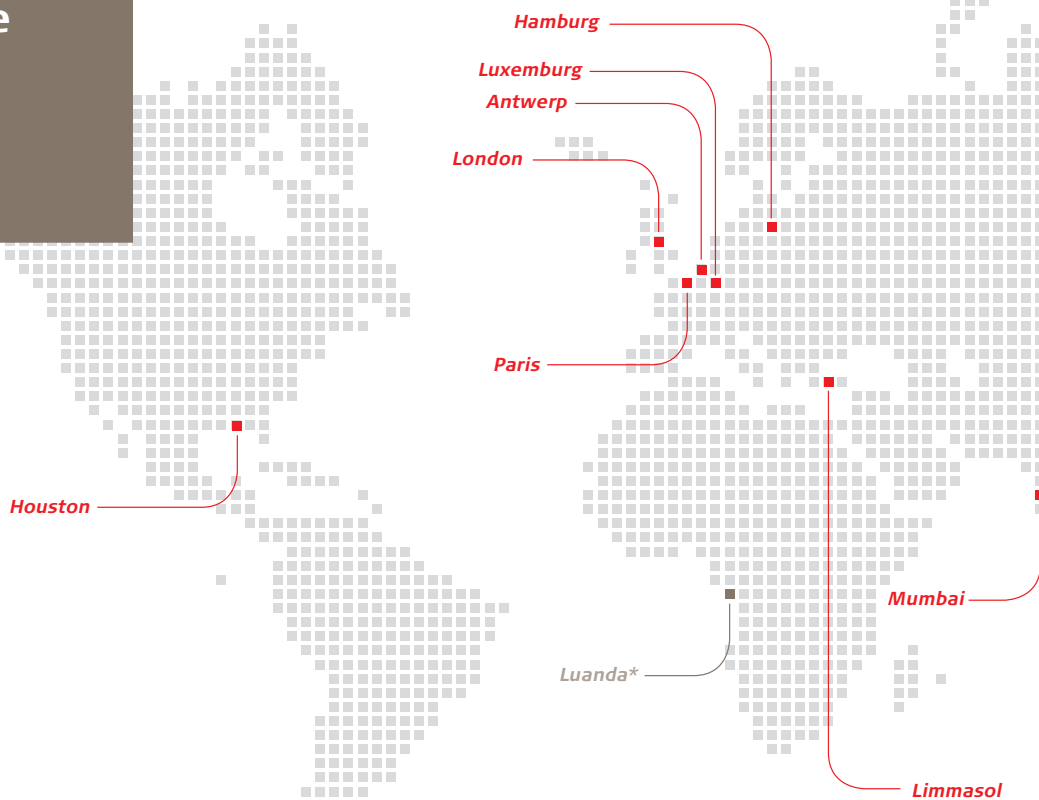 e
Hamburg
Luxemburg
Antwerp
London
Paris
Houston
Mumbai
Luanda*
Limmasol